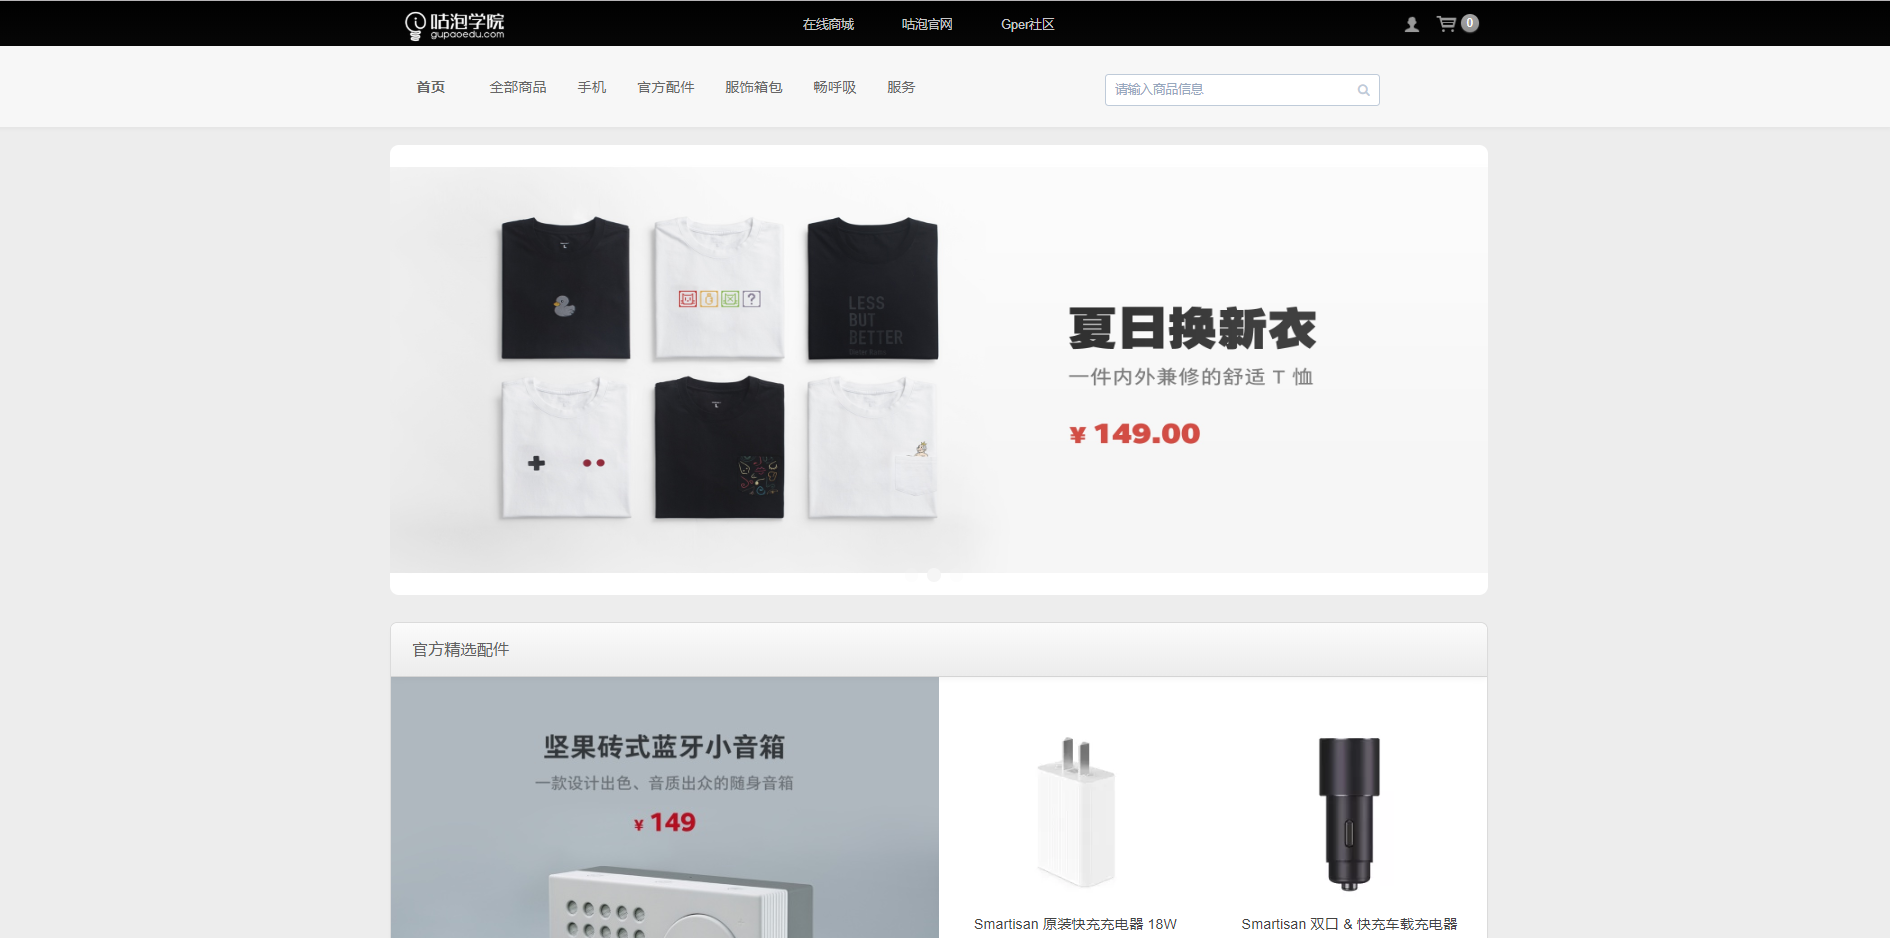 咕泡学院
gupaoedu.com
在线商城 咕泡官网 Gper社区 0
首页 全部商品 手机 官方配件 服饰箱包 畅呼吸 服务
请输入商品信息
LESS
BUT
BETTER
?
夏日换新衣
一件内外兼修的舒适 T 恤
¥ 149.00
官方精选配件
坚果砖式蓝牙小音箱
一款设计出色、音质出众的随身音箱
¥ 149
Smartisan 原装快充充电器 18W
Smartisan 双口 & 快充车载充电器